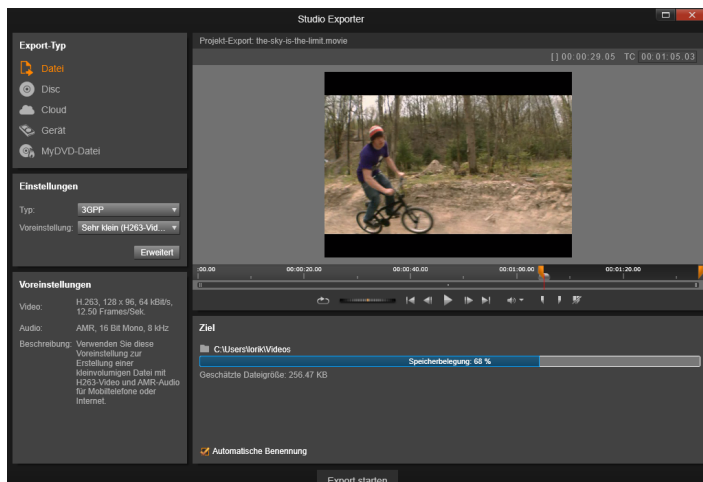 Studio Exporter
Export-Typ
Datei
Disc
Cloud
Gerät
MyDVD-Datei
Einstellungen
Typ: 3GPP
Voreinstellung: Sehr klein (H263-Vid...
Erweitert
Voreinstellungen
Video: H.263, 128 x 96, 64 kBit/s,
12.50 Frames/Sek.
Audio: AMR, 16 Bit Mono, 8 kHz
Beschreibung: Verwenden Sie diese
Voreinstellung zur
Erstellung einer
kleinvolumigen Datei mit
H263-Video und AMR-Audio
für Mobiltelefone oder
Internet.
Projekt-Export: the-sky-is-the-limit.movie
[] 00:00:29.05 TC 00:01:05.03
:00.00 00:00:20.00 00:00:40.00 00:01:00.00 00:01:20.00
Ziel
C:\Users\lorik\Videos
Speicherbelegung: 68 %
Geschätzte Dateigröße: 256.47 KB
Automatische Benennung
Export starten